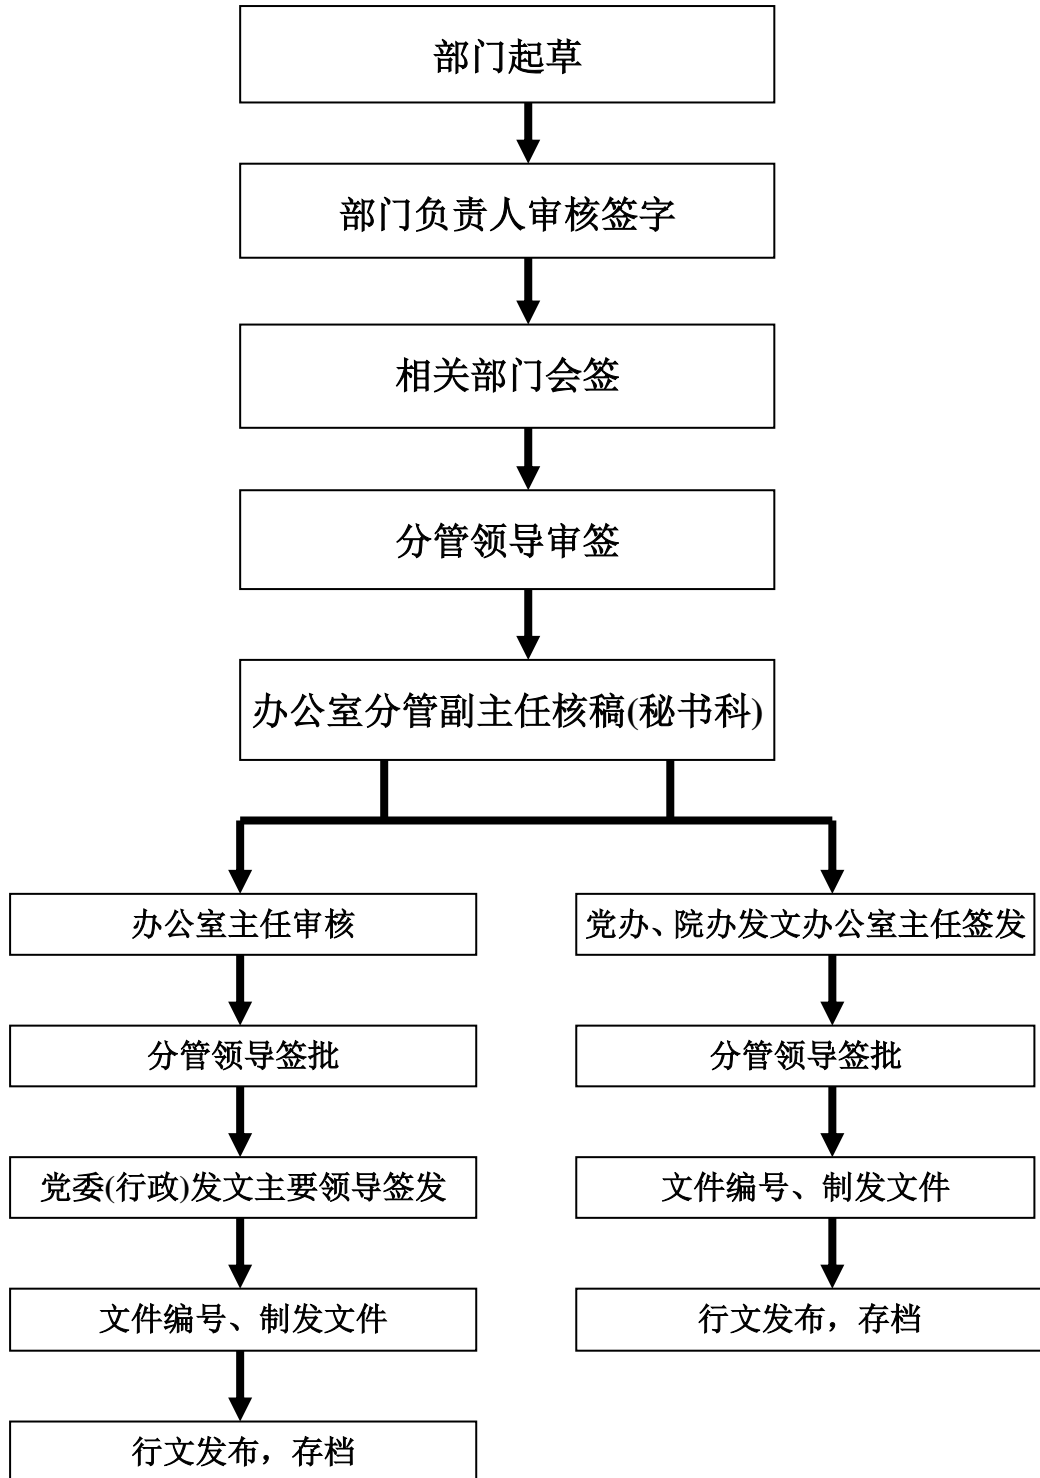 部门起草
部门负责人审核签字
相关部门会签
分管领导审签
办公室分管副主任核稿(秘书科)
办公室主任审核
党办、院办发文办公室主任签发
分管领导签批
分管领导签批
党委(行政)发文主要领导签发
文件编号、制发文件
文件编号、制发文件
行文发布，存档
行文发布，存档